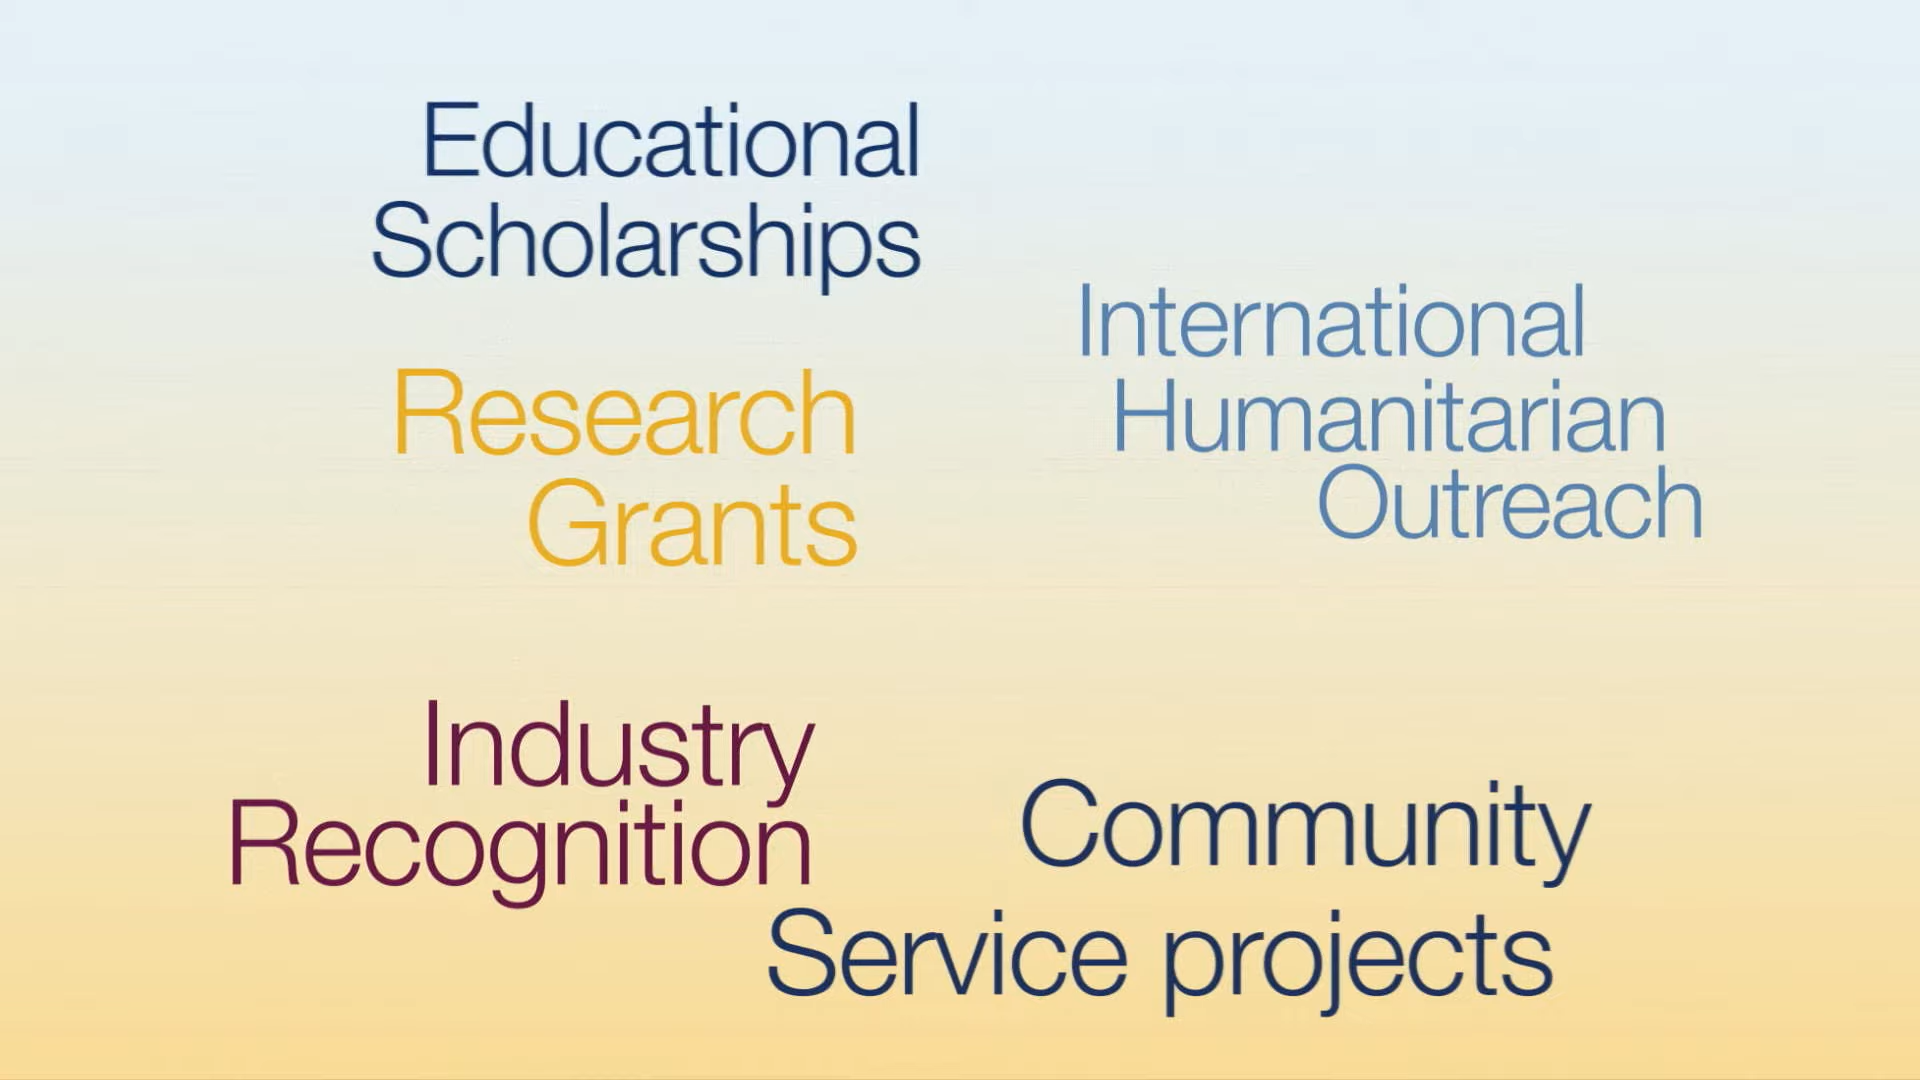 Educational
Scholarships
International
Humanitarian
Outreach
Research
Grants
Industry
Recognition
Community
Service projects